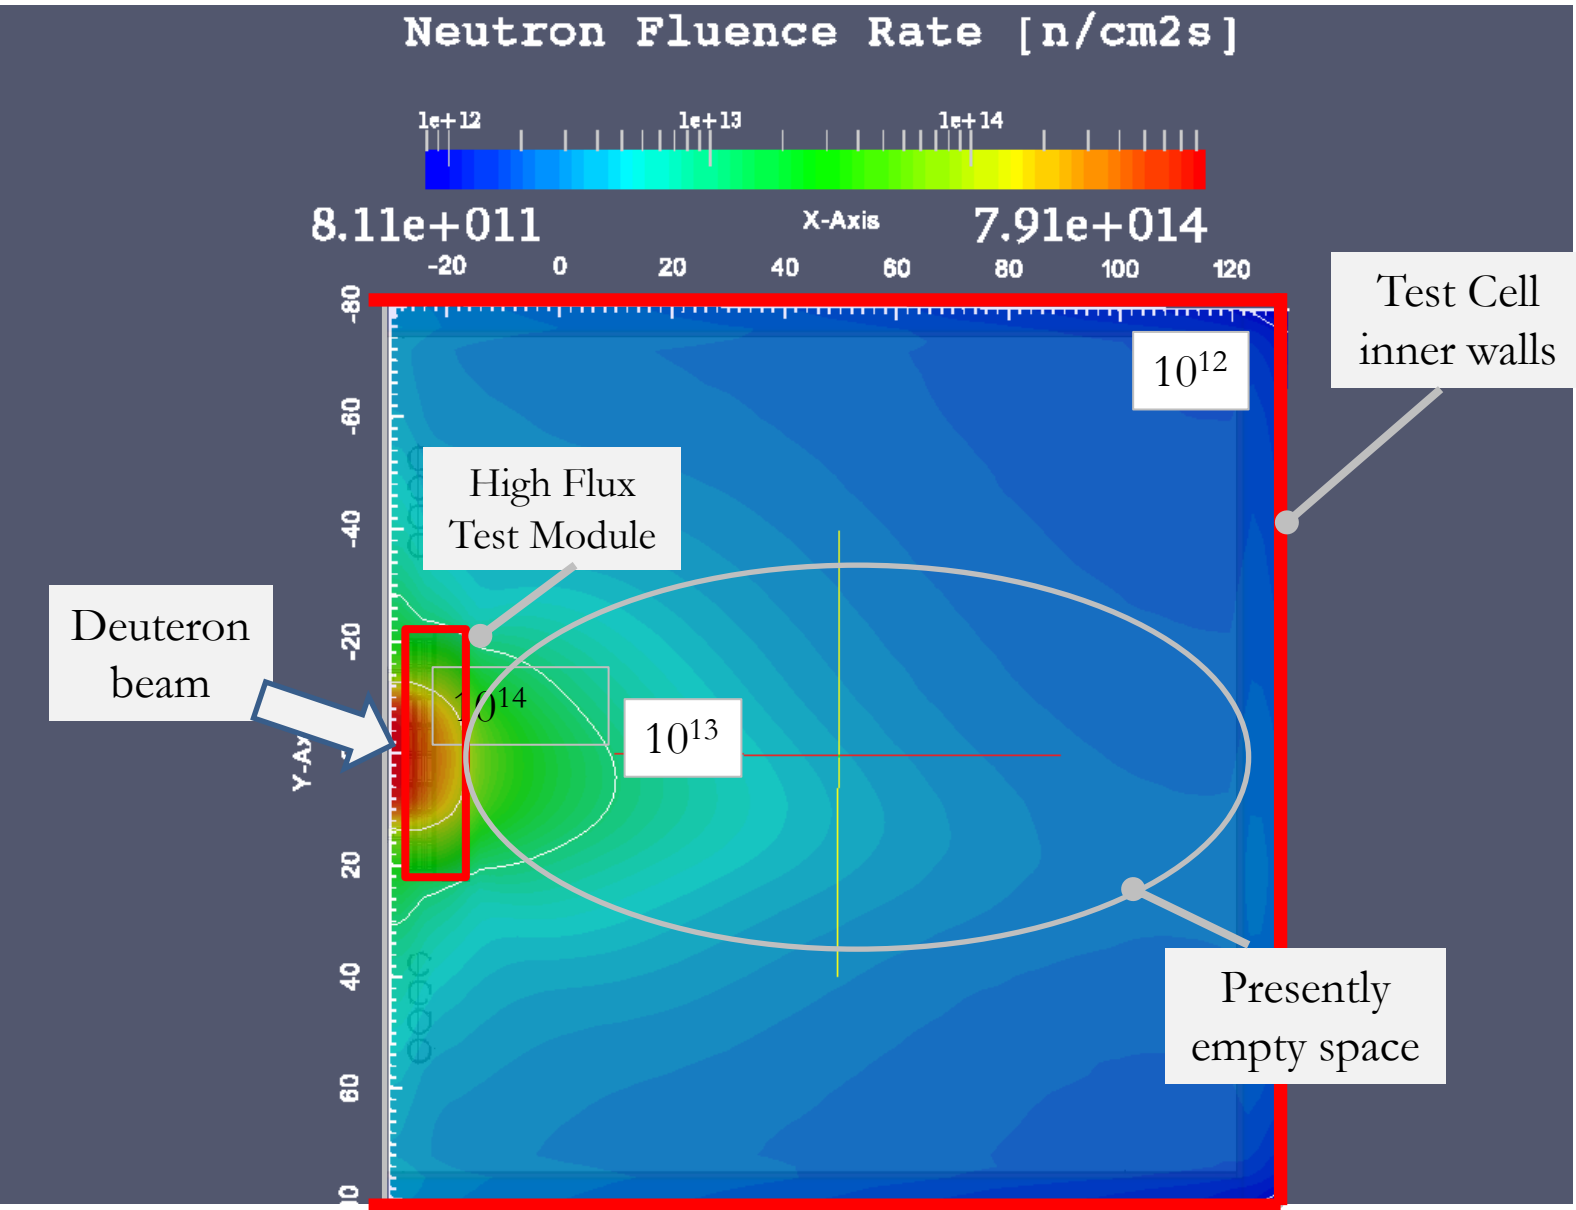 Neutron Fluence Rate [n/cm2s]
1e+12 1e+13 1e+14
8.11e+011 X-Axis 7.91e+014
-20 0 20 40 60 80 100 120
Test Cell
inner walls
-80
10¹²
-60
High Flux
Test Module
-40
Deuteron
beam
-20
10¹⁴
10¹³
20
Presently
empty space
40
60